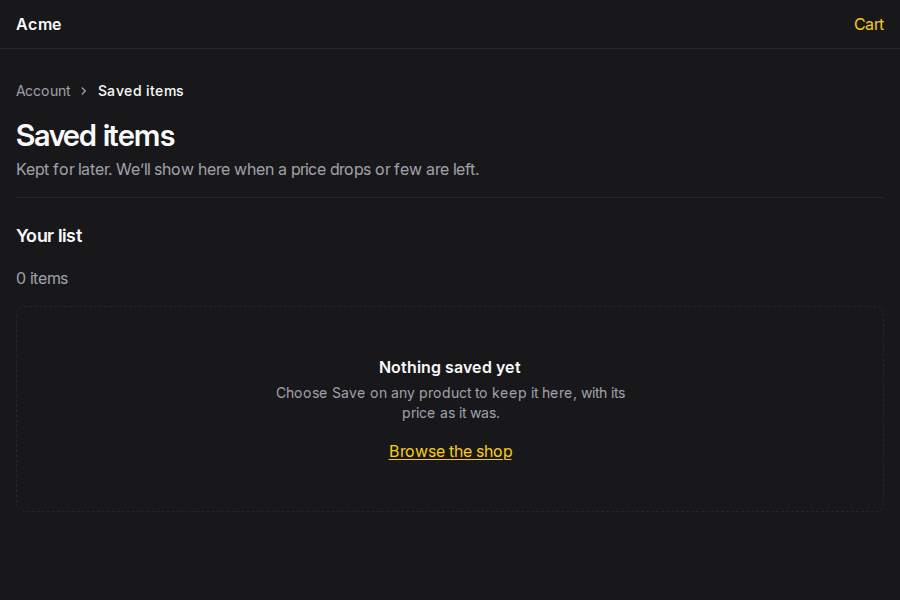 Acme
Cart
Account
Saved items
Saved items
Kept for later. We’ll show here when a price drops or few are left.
Your list
0 items
Nothing saved yet
Choose Save on any product to keep it here, with its
price as it was.
Browse the shop